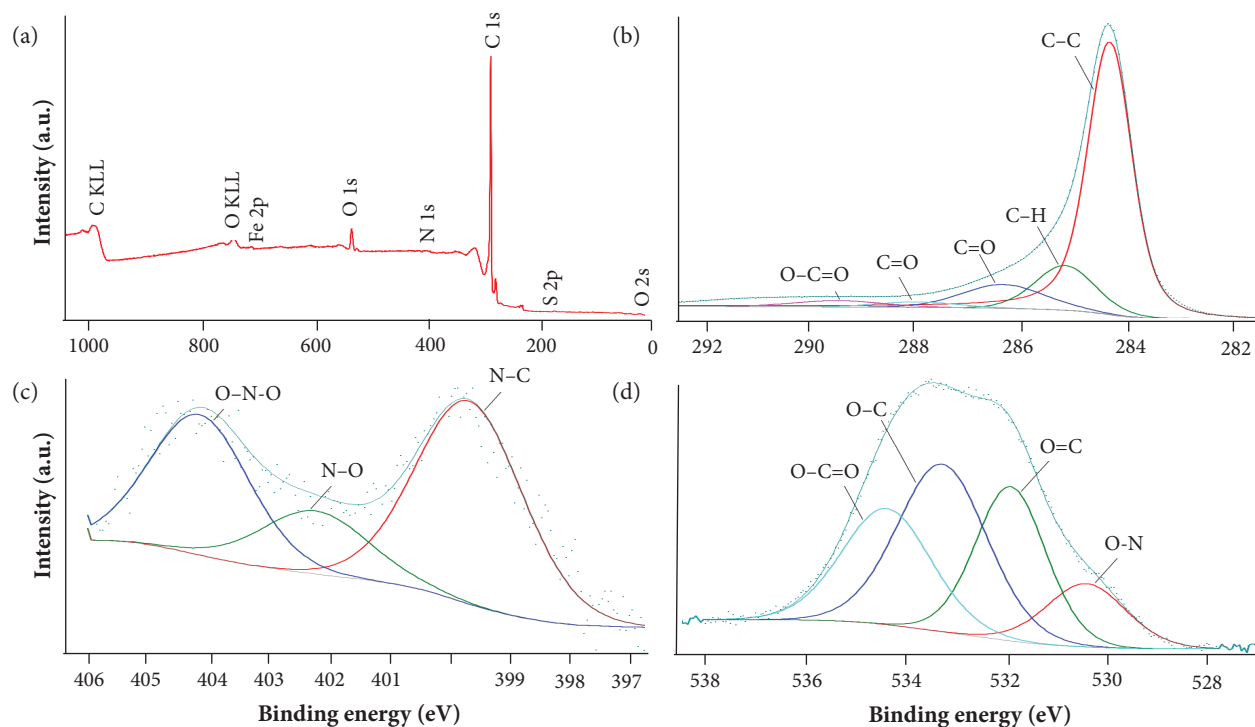 (a)
Intensity (a.u.)
C KLL
O KLL
Fe 2p
O 1s
N 1s
C 1s
S 2p
O 2s
1000
800
600
400
200
0
(b)
C–C
C–H
C=O
C=O
O–C=O
292
290
288
286
284
282
(c)
Intensity (a.u.)
O–N-O
N–O
N–C
406
405
404
403
402
401
399
398
397
Binding energy (eV)
(d)
O–C
O–C=O
O=C
O-N
538
536
534
532
530
528
Binding energy (eV)